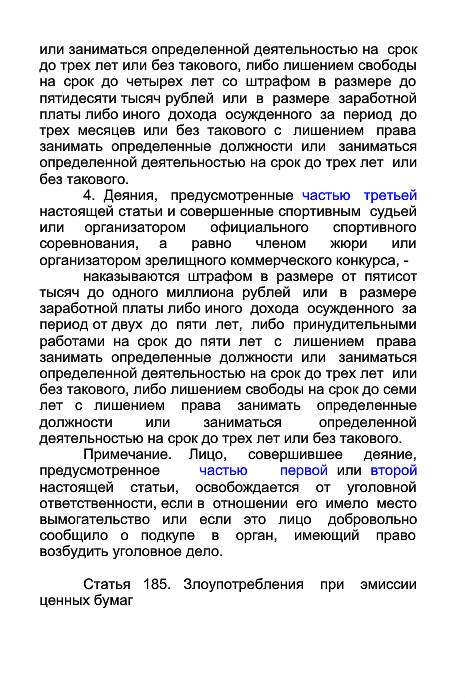 или заниматься определенной деятельностью на срок
до трех лет или без такового, либо лишением свободы
на срок до четырех лет со штрафом в размере до
пятидесяти тысяч рублей или в размере заработной
платы либо иного дохода осужденного за период до
трех месяцев или без такового с лишением права
занимать определенные должности или заниматься
определенной деятельностью на срок до трех лет или
без такового.
4. Деяния, предусмотренные частью третьей
настоящей статьи и совершенные спортивным судьей
или организатором официального спортивного
соревнования, а равно членом жюри или
организатором зрелищного коммерческого конкурса, -
наказываются штрафом в размере от пятисот
тысяч до одного миллиона рублей или в размере
заработной платы либо иного дохода осужденного за
период от двух до пяти лет, либо принудительными
работами на срок до пяти лет с лишением права
занимать определенные должности или заниматься
определенной деятельностью на срок до трех лет или
без такового, либо лишением свободы на срок до семи
лет с лишением права занимать определенные
должности или заниматься определенной
деятельностью на срок до трех лет или без такового.
Примечание. Лицо, совершившее деяние,
предусмотренное частью первой или второй
настоящей статьи, освобождается от уголовной
ответственности, если в отношении его имело место
вымогательство или если это лицо добровольно
сообщило о подкупе в орган, имеющий право
возбудить уголовное дело.
Статья 185. Злоупотребления при эмиссии
ценных бумаг